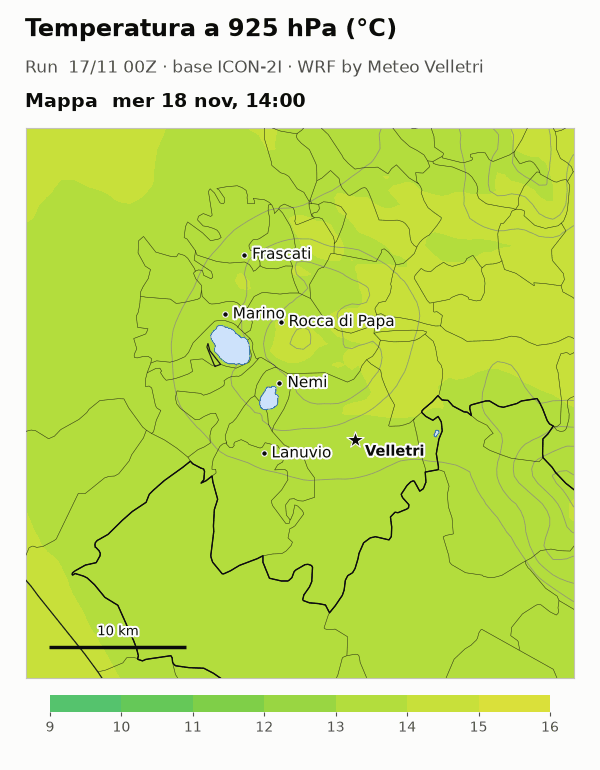 Temperatura a 925 hPa (°C)
Run  17/11 00Z · base ICON-2I · WRF by Meteo Velletri
Mappa  mer 18 nov, 14:00
Frascati
Marino
Rocca di Papa
Nemi
Velletri
Lanuvio
10 km
9 10 11 12 13 14 15 16